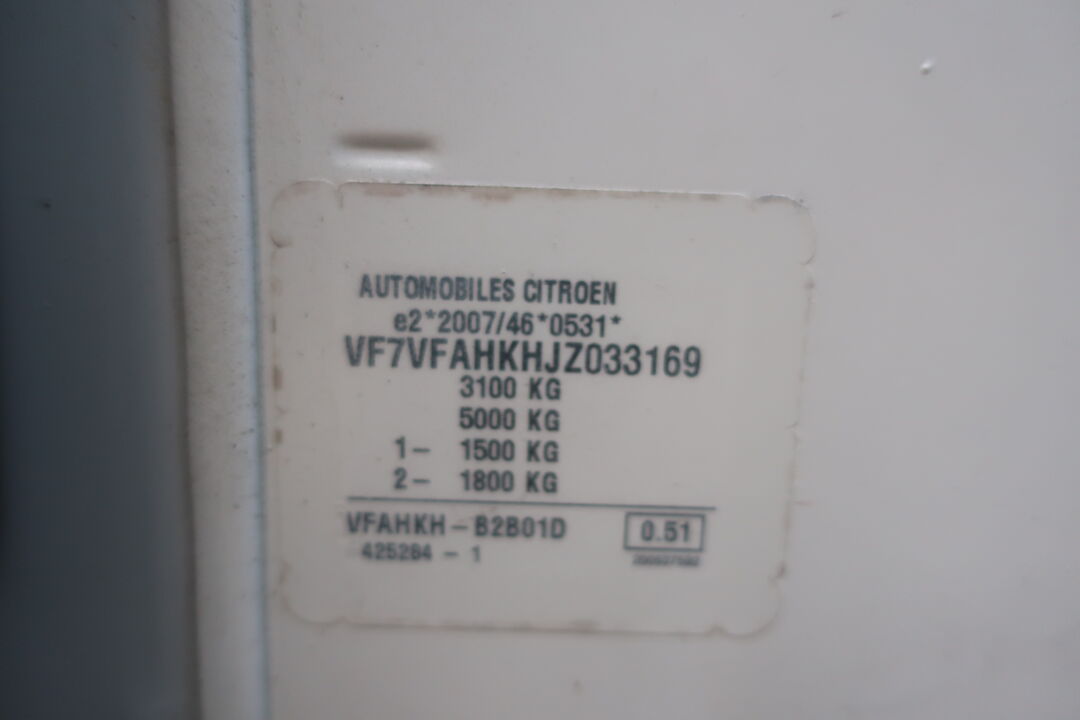 AUTOMOBILES CITROEN
e2*2007/46*0531*
VF7VFAHKHJZ033169
3100 KG
5000 KG
1- 1500 KG
2- 1800 KG
VFAHKH-B2B01D 0.51
425284 - 1